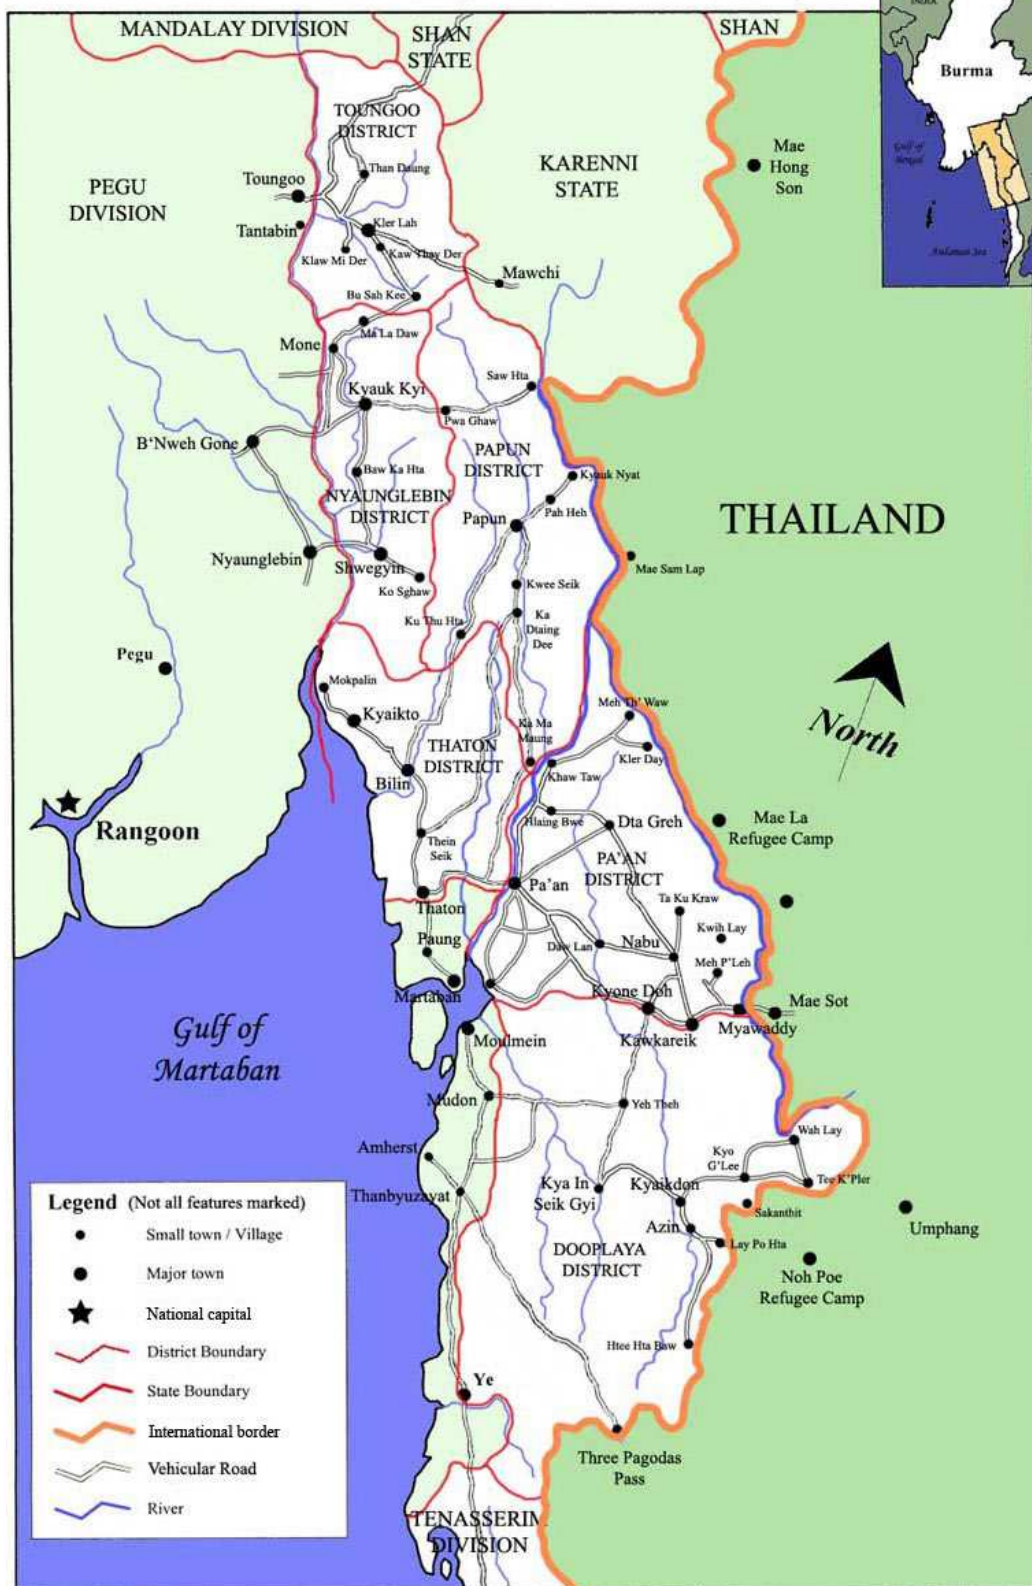 MANDALAY DIVISION
SHAN
STATE
SHAN
INDIA
Burma
Gulf of
Bengal
Andaman Sea
TOUNGOO
DISTRICT
Than Daung
KARENNI
STATE
Mae
Hong
Son
PEGU
DIVISION
Toungoo
Tantabin
Kler Lah
Klaw Mi Der
Kaw Thay Der
Mawchi
Bu Sah Kee
Ma La Daw
Mone
Saw Hta
Kyauk Kyi
Pwa Ghaw
B'Nweh Gone
PAPUN
DISTRICT
Baw Ka Hta
Kyauk Nyat
NYAUNGLEBIN
DISTRICT
Pah Heh
Papun
THAILAND
Nyaunglebin
Shwegyin
Mae Sam Lap
Ko Sghaw
Kwee Seik
Ku Thu Hta
Ka
Dtaing
Dee
Pegu
Mokpalin
Kyaikto
Meh Th' Waw
North
Ka Ma
Maung
THATON
DISTRICT
Kler Day
Bilin
Khaw Taw
Rangoon
Hlaing Bwe
Dta Greh
Mae La
Refugee Camp
Thein
Seik
PA'AN
DISTRICT
Pa'an
Thaton
Ta Ku Kraw
Paung
Daw Lan
Nabu
Kwih Lay
Meh P'Leh
Martaban
Kyone Doh
Mae Sot
Myawaddy
Kawkareik
Gulf of
Martaban
Moulmein
Mudon
Yeh Theh
Amherst
Wah Lay
Kyo
G'Lee
Thanbyuzayat
Kya In
Seik Gyi
Kyaikdon
Tee K'Pler
Sakanthit
Umphang
Azin
Lay Po Hta
DOOPLAYA
DISTRICT
Noh Poe
Refugee Camp
Htee Hta Baw
Ye
Three Pagodas
Pass
TENASSERIM
DIVISION
Legend (Not all features marked)
Small town / Village
Major town
National capital
District Boundary
State Boundary
International border
Vehicular Road
River